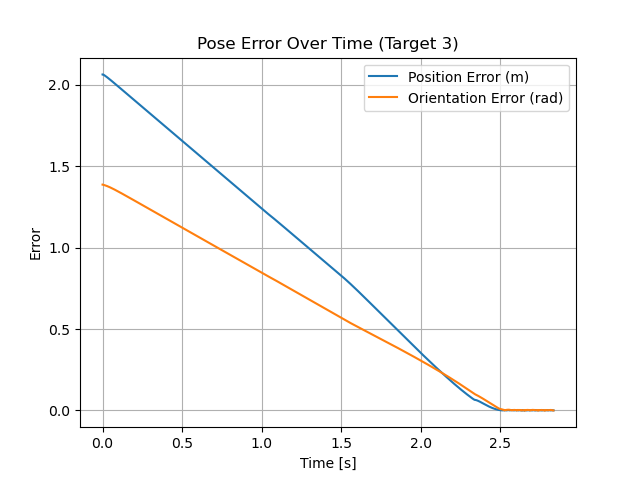 Pose Error Over Time (Target 3)
Position Error (m)
Orientation Error (rad)
Error
2.0
1.5
1.0
0.5
0.0
0.0 0.5 1.0 1.5 2.0 2.5
Time [s]